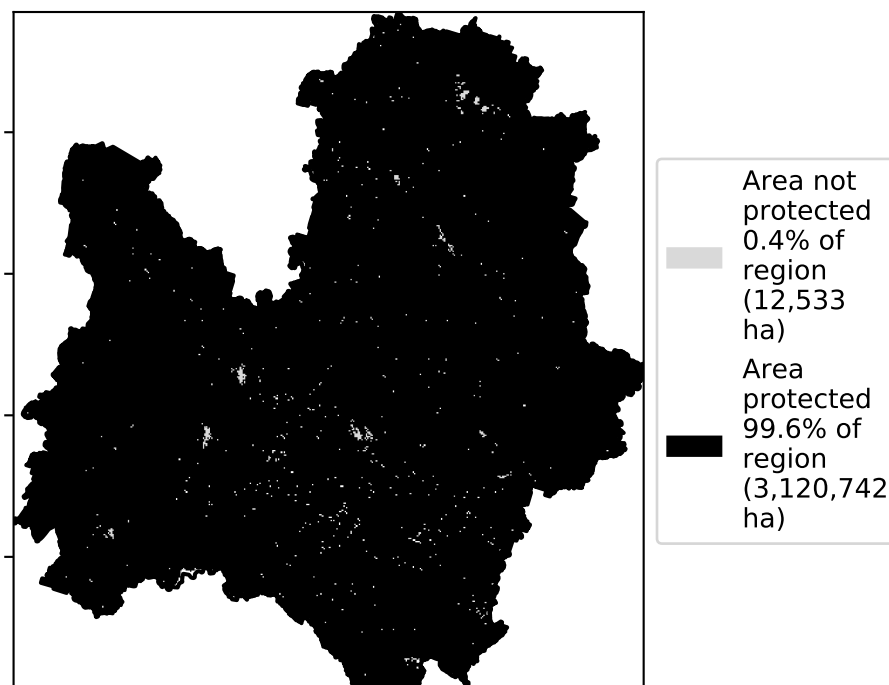 Area not
protected
0.4% of
region
(12,533
ha)
Area
protected
99.6% of
region
(3,120,742
ha)